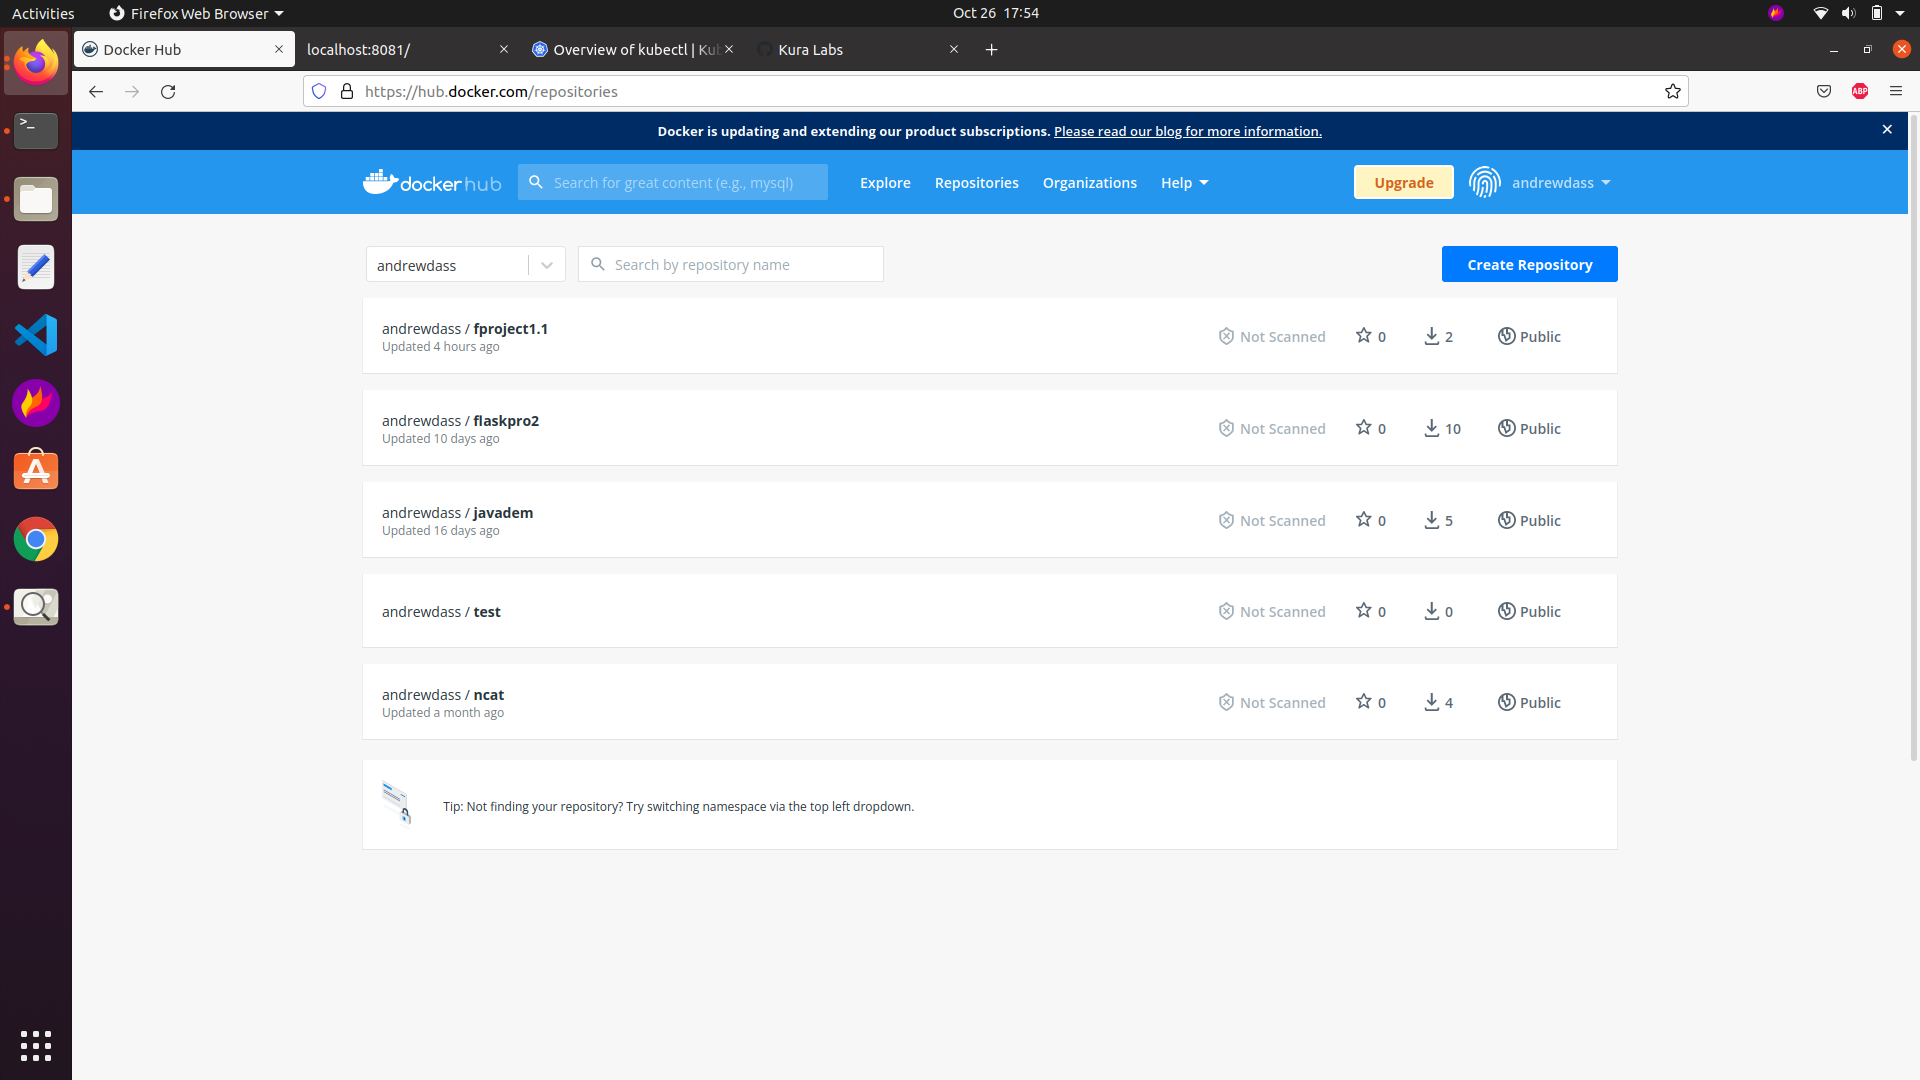 Activities
Firefox Web Browser
Oct 26 17:54
Docker Hub
localhost:8081/
Overview of kubectl | Kub
Kura Labs
https://hub.docker.com/repositories
ABP
Docker is updating and extending our product subscriptions. Please read our blog for more information.
docker hub
Search for great content (e.g., mysql)
Explore
Repositories
Organizations
Help
Upgrade
andrewdass
andrewdass
Search by repository name
Create Repository
andrewdass / fproject1.1
Updated 4 hours ago
Not Scanned
0
2
Public
andrewdass / flaskpro2
Updated 10 days ago
Not Scanned
0
10
Public
andrewdass / javadem
Updated 16 days ago
Not Scanned
0
5
Public
andrewdass / test
Not Scanned
0
0
Public
andrewdass / ncat
Updated a month ago
Not Scanned
0
4
Public
Tip: Not finding your repository? Try switching namespace via the top left dropdown.